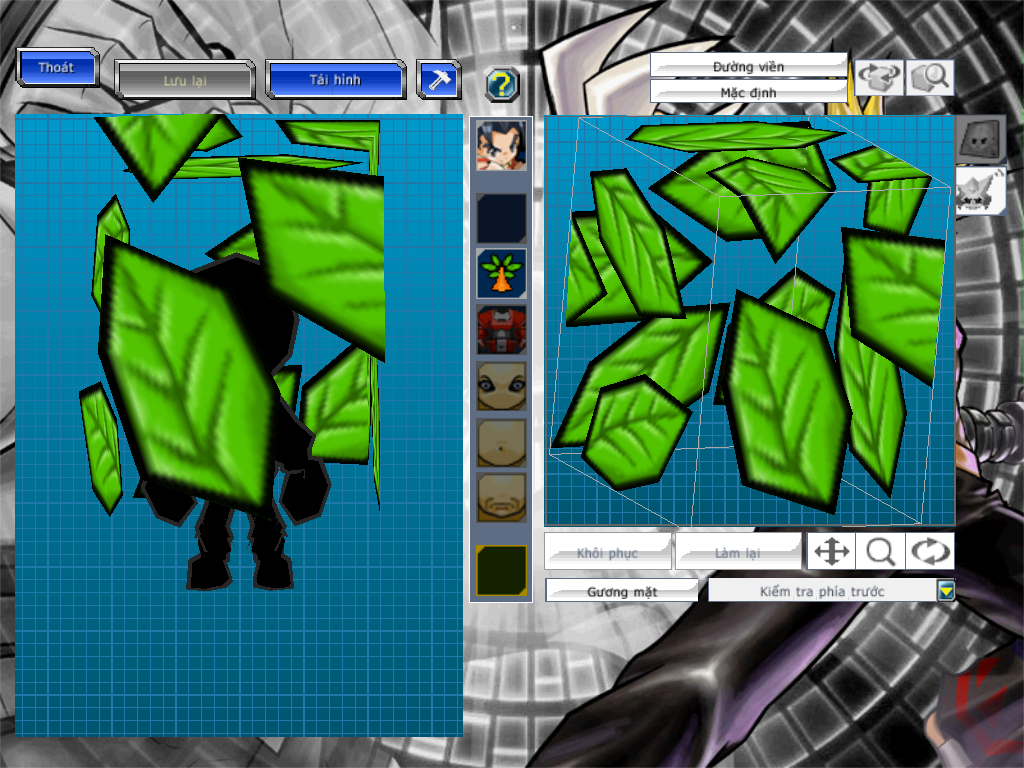 Thoát
Lưu lại
Tải hình
?
Đường viền
Mặc định
Khôi phục
Làm lại
Gương mặt
Kiểm tra phía trước